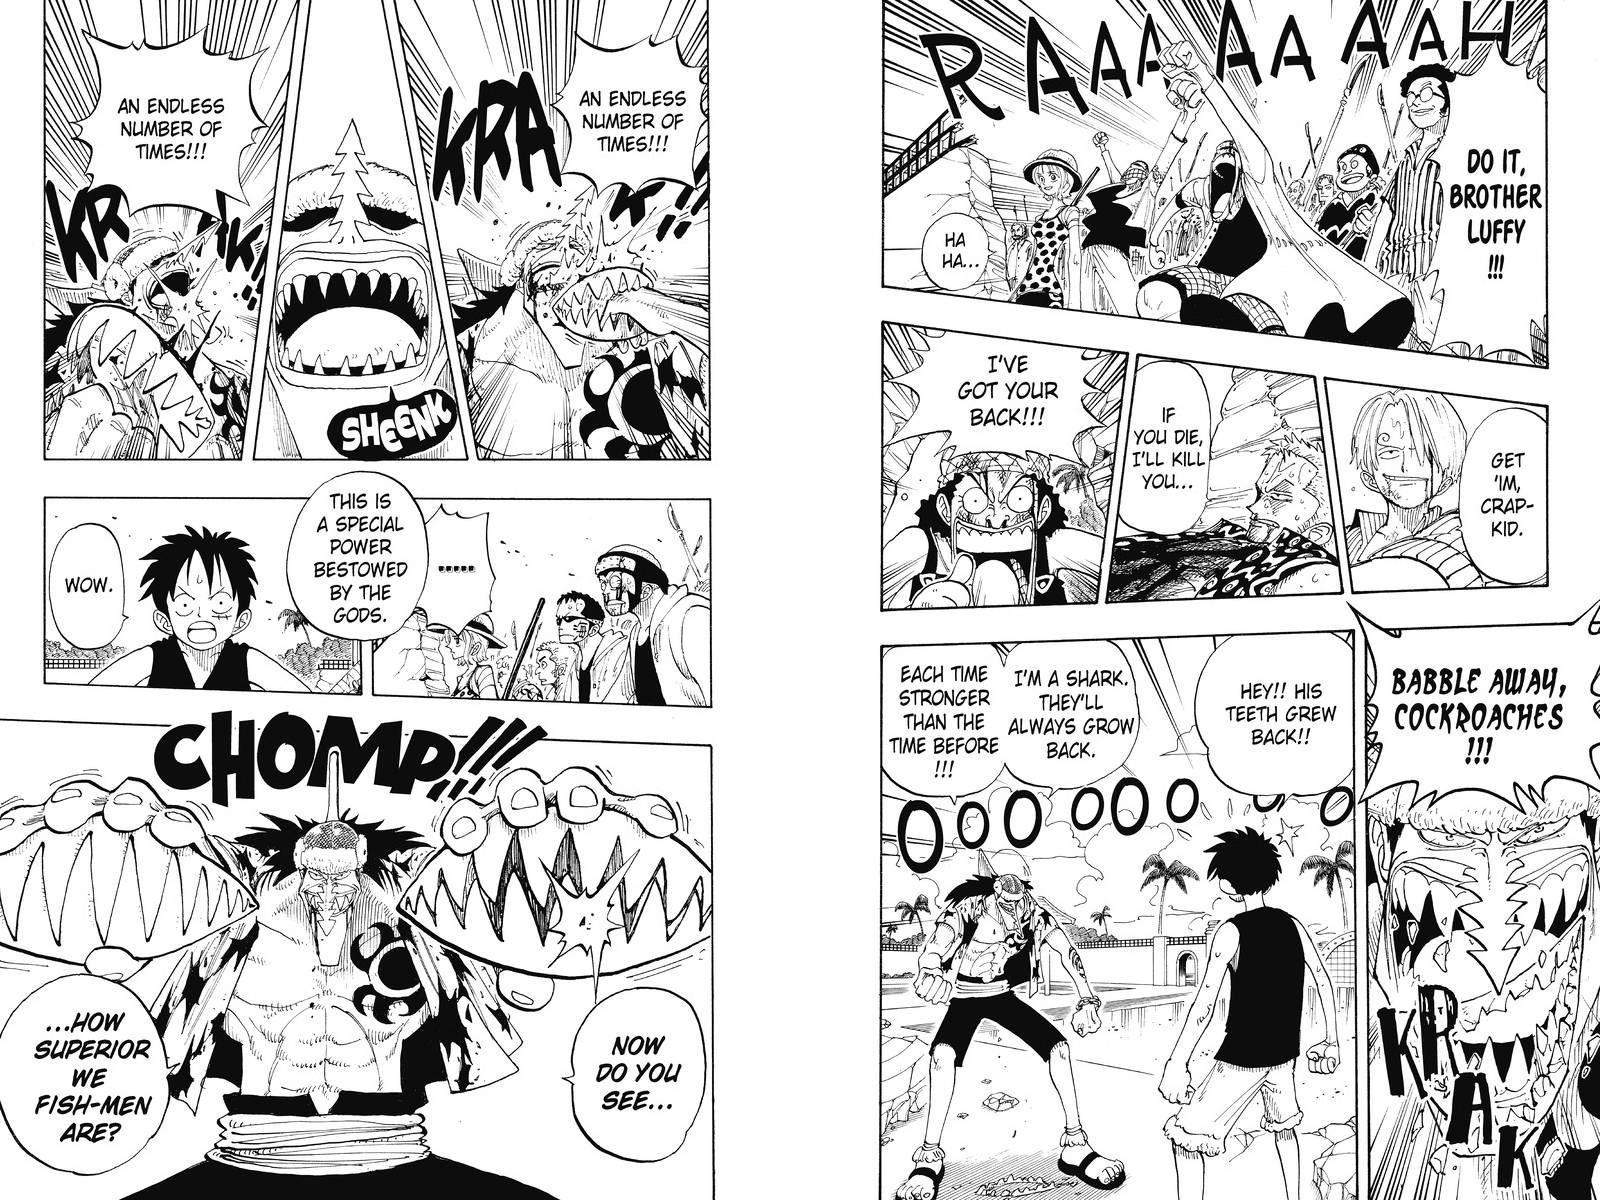 RAAAAAAAH
DO IT,
BROTHER
LUFFY
!!!
HA
HA...
GET
'IM,
CRAP-
KID.
IF
YOU DIE,
I'LL KILL
YOU...
I'VE
GOT YOUR
BACK!!!
BABBLE AWAY,
COCKROACHES
!!!
KRAK
HEY!! HIS
TEETH GREW
BACK!!
I'M A SHARK.
THEY'LL
ALWAYS GROW
BACK.
EACH TIME
STRONGER
THAN THE
TIME BEFORE
!!!
OOOOOOO O
AN ENDLESS
NUMBER OF
TIMES!!!
KRAK!!
SHEENK
AN ENDLESS
NUMBER OF
TIMES!!!
KR K!!
......
THIS IS
A SPECIAL
POWER
BESTOWED
BY THE
GODS.
WOW.
CHOMP!!!
NOW
DO YOU
SEE...
...HOW
SUPERIOR
WE
FISH-MEN
ARE?